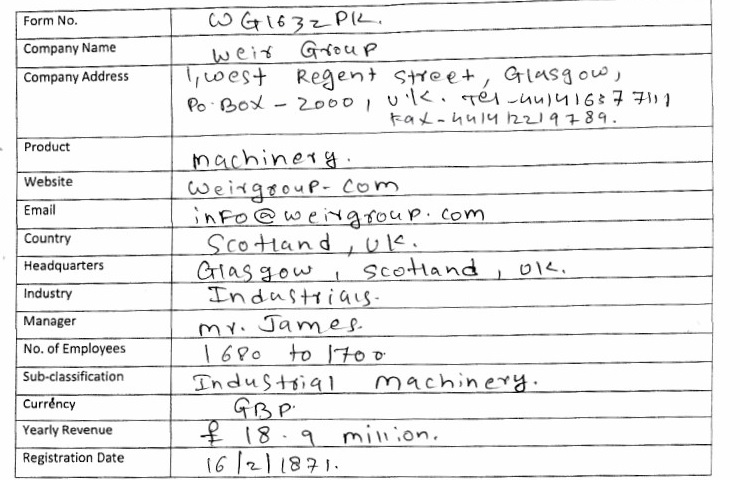 Form No. WG1632PK.
Company Name Weir Group
Company Address 1, West Regent Street, Glasgow,
Po. Box - 2000, U.K. Tel - 441416377111
Fax - 441412219789.
Product machinery.
Website Weirgroup- Com
Email inFo@weirgroup.com
Country Scotland, UK.
Headquarters Glasgow, Scotland, UK.
Industry Industrials.
Manager Mr. James.
No. of Employees 1680 to 1700
Sub-classification Industrial machinery.
Currency GBP.
Yearly Revenue £ 18.9 million.
Registration Date 16/2/1871.